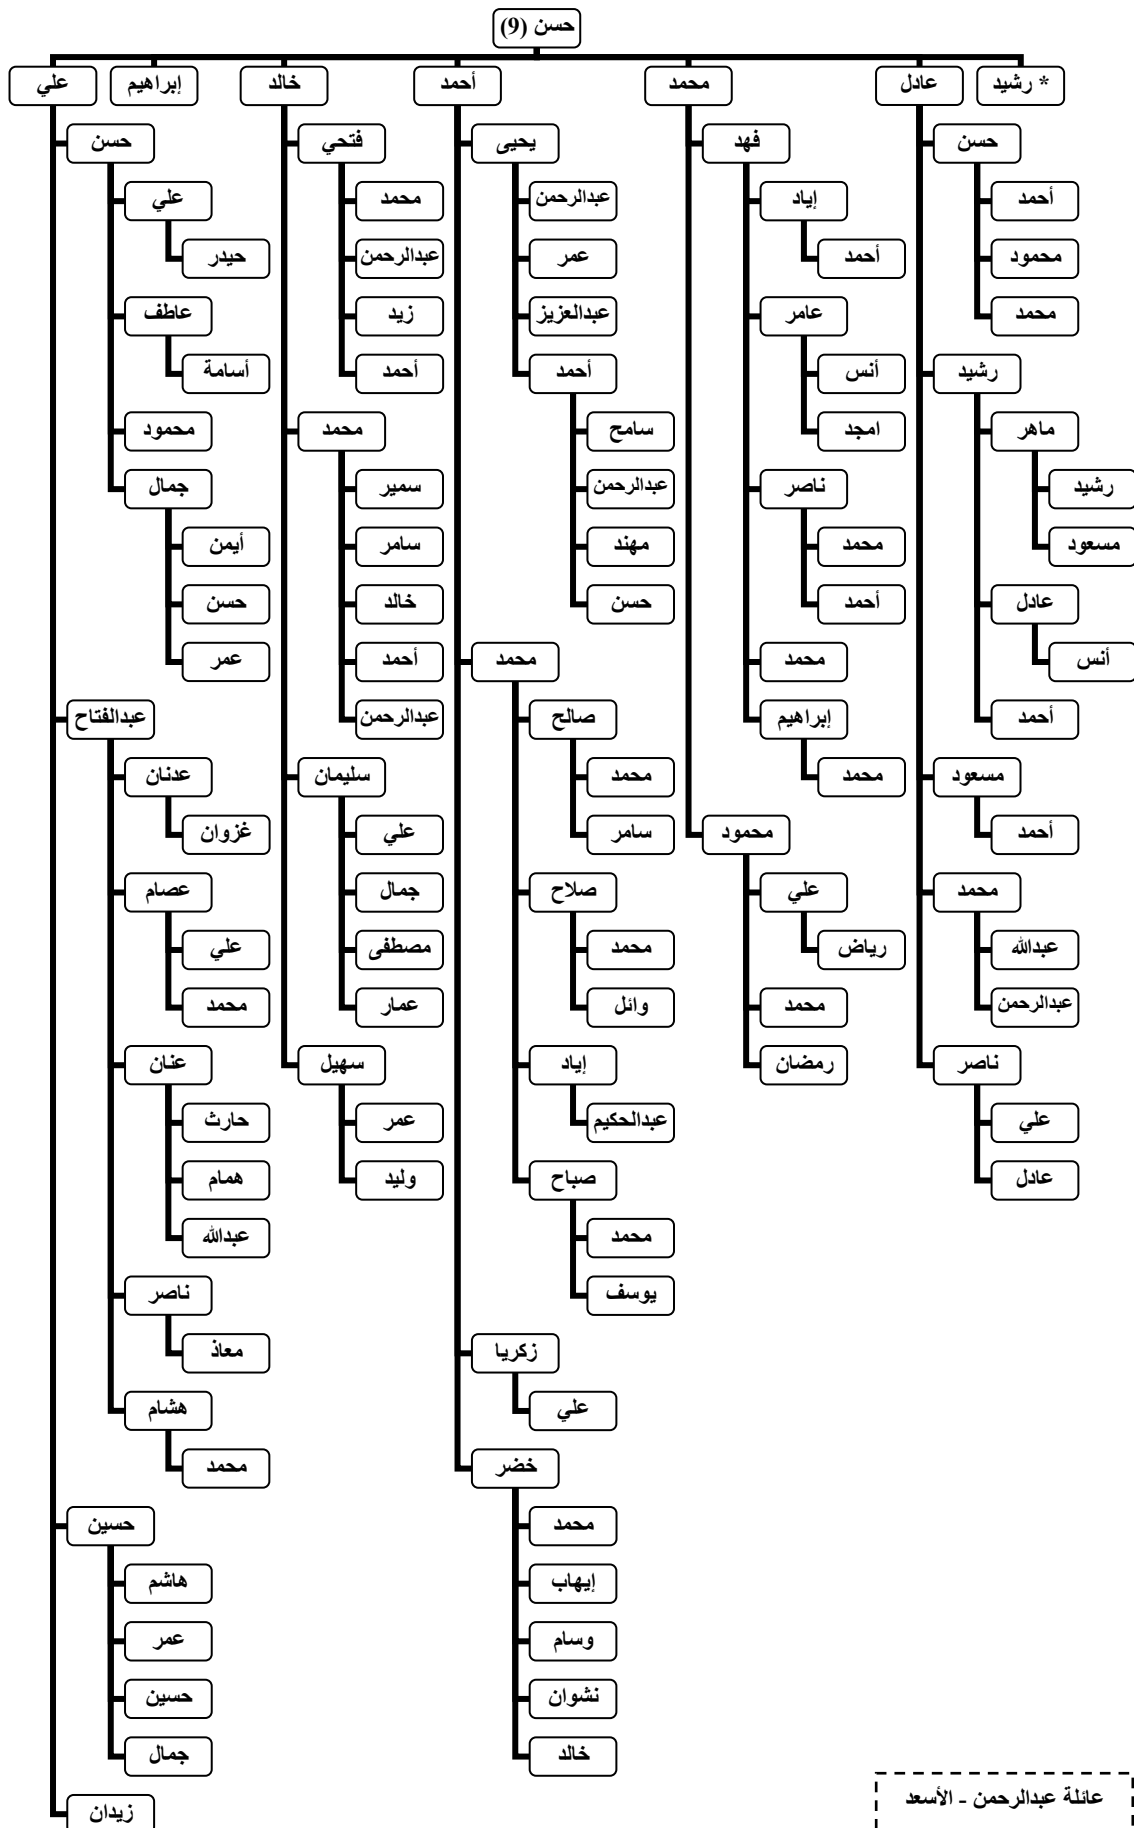 حسن (9)
* رشيد
عادل
محمد
أحمد
خالد
إبراهيم
علي
حسن
أحمد
محمود
محمد
رشيد
ماهر
رشيد
مسعود
عادل
أنس
أحمد
مسعود
أحمد
محمد
عبدالله
عبدالرحمن
ناصر
علي
عادل
فهد
إياد
أحمد
عامر
أنس
امجد
ناصر
محمد
أحمد
محمد
إبراهيم
محمد
محمود
علي
رياض
محمد
رمضان
يحيى
عبدالرحمن
عمر
عبدالعزيز
أحمد
سامح
عبدالرحمن
مهند
حسن
محمد
صالح
محمد
سامر
صلاح
محمد
وائل
إياد
عبدالحكيم
صباح
محمد
يوسف
زكريا
علي
خضر
محمد
إيهاب
وسام
نشوان
خالد
فتحي
محمد
عبدالرحمن
زيد
أحمد
محمد
سمير
سامر
خالد
أحمد
عبدالرحمن
سليمان
علي
جمال
مصطفى
عمار
سهيل
عمر
وليد
حسن
علي
حيدر
عاطف
أسامة
محمود
جمال
أيمن
حسن
عمر
عبدالفتاح
عدنان
غزوان
عصام
علي
محمد
عنان
حارث
همام
عبدالله
ناصر
معاذ
هشام
محمد
حسين
هاشم
عمر
حسين
جمال
زيدان
عائلة عبدالرحمن - الأسعد